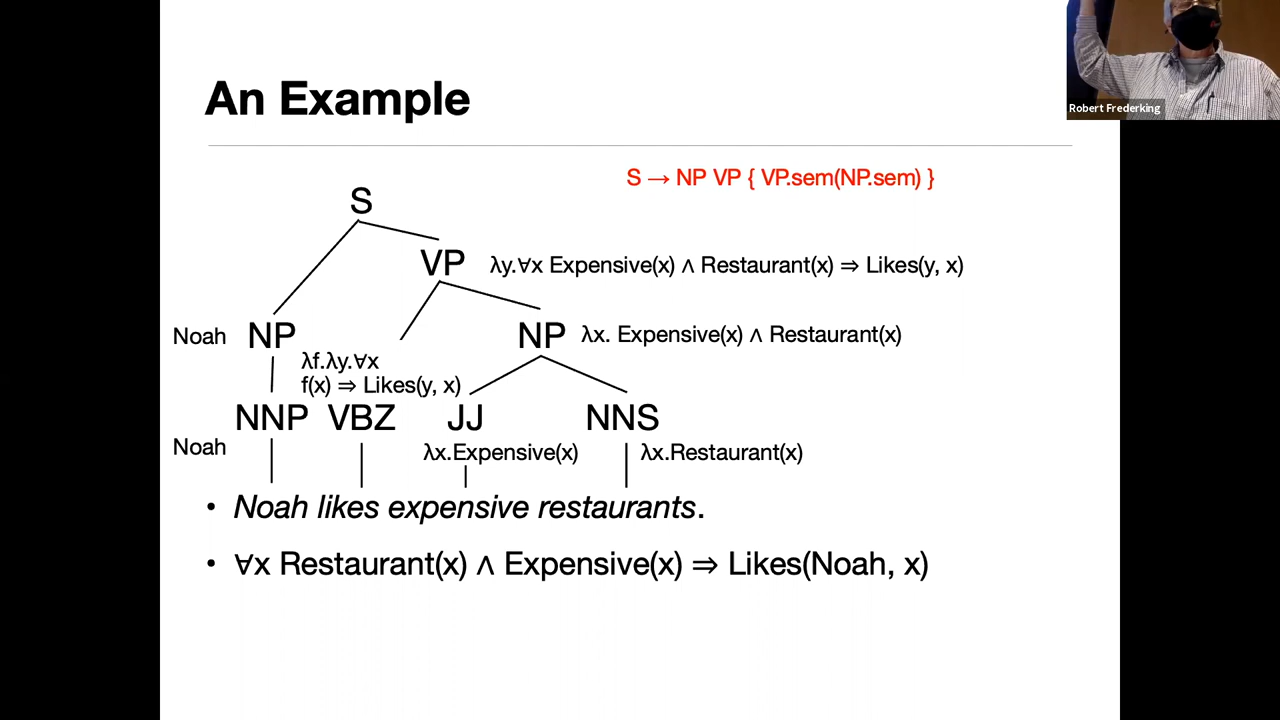 An Example
Robert Frederking
S → NP VP { VP.sem(NP.sem) }
S
VP λy.∀x Expensive(x) ∧ Restaurant(x) ⇒ Likes(y, x)
Noah NP NP λx. Expensive(x) ∧ Restaurant(x)
λf.λy.∀x
f(x) ⇒ Likes(y, x)
NNP VBZ JJ NNS
Noah λx.Expensive(x) λx.Restaurant(x)
• Noah likes expensive restaurants.
• ∀x Restaurant(x) ∧ Expensive(x) ⇒ Likes(Noah, x)